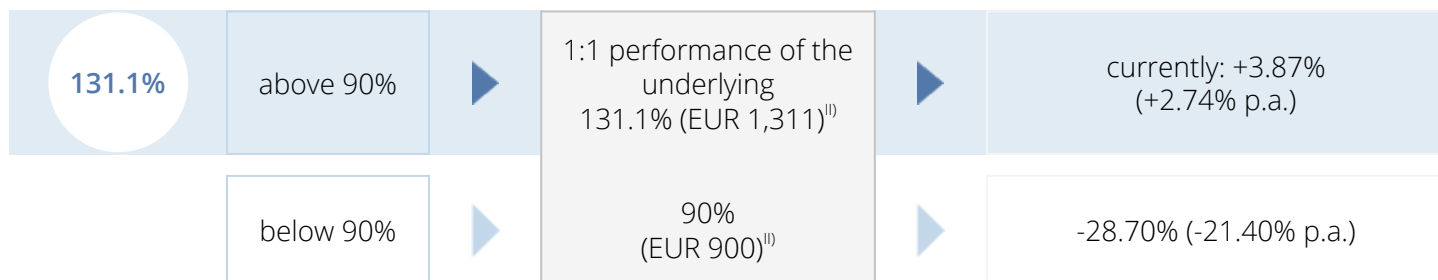 131.1%
above 90%
1:1 performance of the
underlying
131.1% (EUR 1,311)II)
currently: +3.87%
(+2.74% p.a.)
below 90%
90%
(EUR 900)II)
-28.70% (-21.40% p.a.)